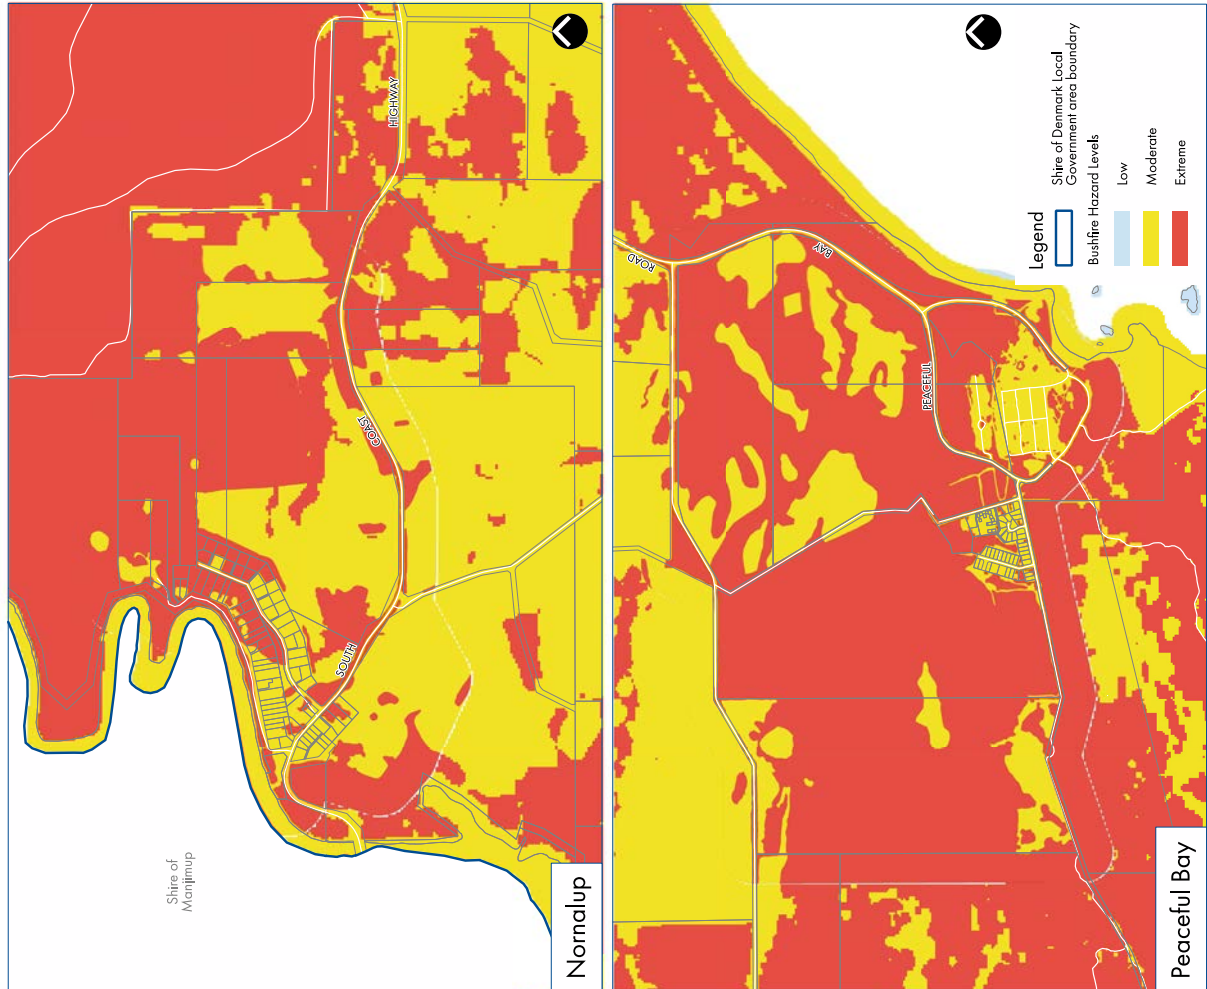 HIGHWAY
COAST
SOUTH
Shire of
Manjimup
Nornalup
ROAD
BAY
PEACEFUL
Legend
Shire of Denmark Local
Government area boundary
Bushfire Hazard Levels
Low
Moderate
Extreme
Peaceful Bay